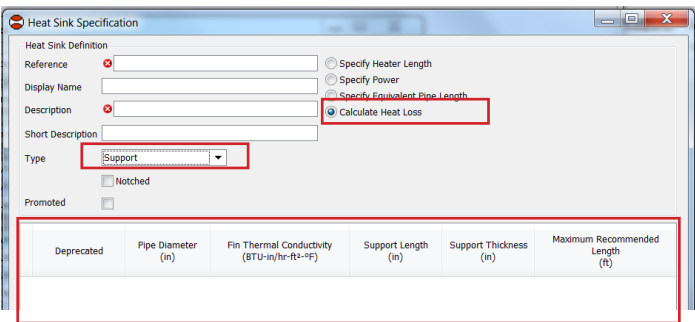 Heat Sink Specification
Heat Sink Definition
Reference
Specify Heater Length
Specify Power
Display Name
Specify Equivalent Pipe Length
Description
Calculate Heat Loss
Short Description
Type
Support
Notched
Promoted
Deprecated
Pipe Diameter
(in)
Fin Thermal Conductivity
(BTU-in/hr-ft²-ºF)
Support Length
(in)
Support Thickness
(in)
Maximum Recommended
Length
(ft)